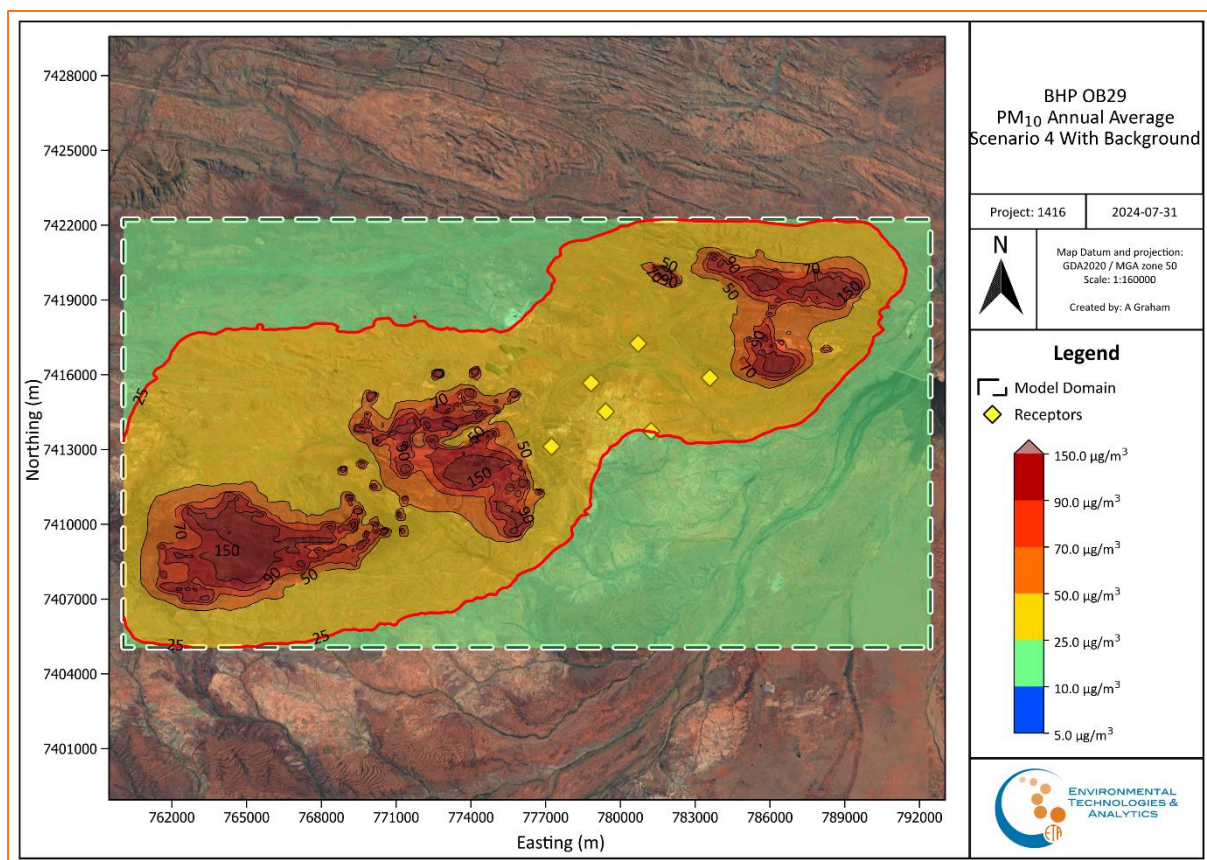 BHP OB29
PM10 Annual Average
Scenario 4 With Background
Project: 1416
2024-07-31
N
Map Datum and projection:
GDA2020 / MGA zone 50
Scale: 1:160000
Created by: A Graham
Legend
Model Domain
Receptors
150.0 µg/m³
90.0 µg/m³
70.0 µg/m³
50.0 µg/m³
25.0 µg/m³
10.0 µg/m³
5.0 µg/m³
ENVIRONMENTAL
TECHNOLOGIES &
ANALYTICS
ETA
Northing (m)
7428000
7425000
7422000
7419000
7416000
7413000
7410000
7407000
7404000
7401000
762000
765000
768000
771000
774000
777000
780000
783000
786000
789000
792000
Easting (m)
50
90
70
50
150
90
70
25
70
50
50
90
150
90
70
150
90
50
25
25